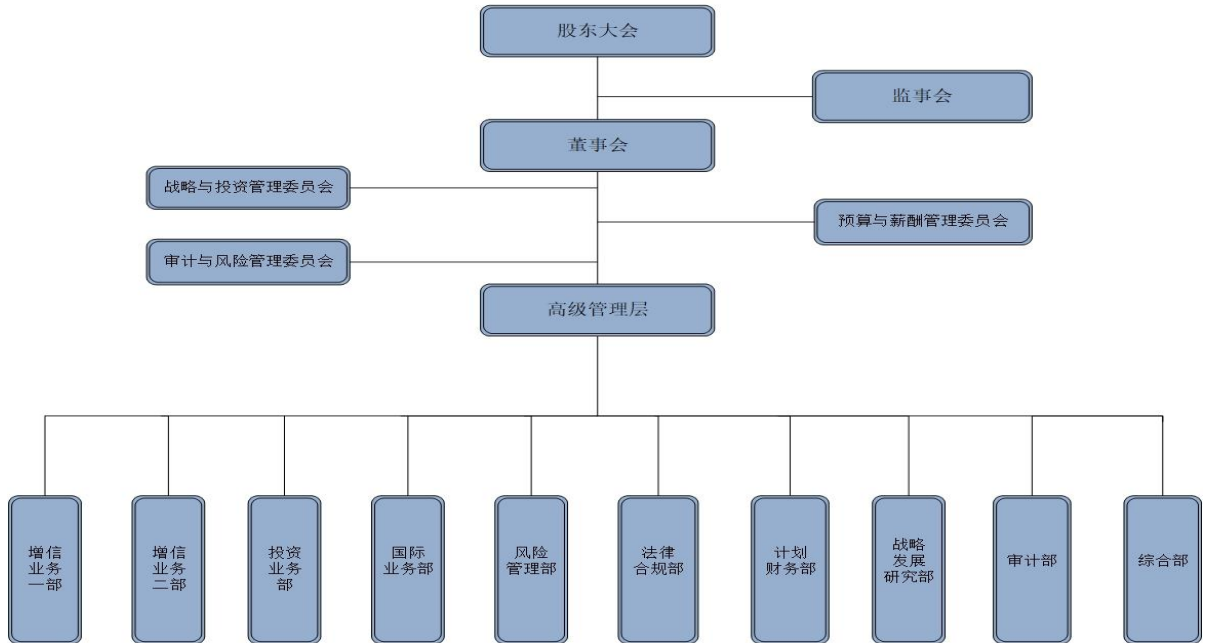 股东大会
监事会
董事会
战略与投资管理委员会
预算与薪酬管理委员会
审计与风险管理委员会
高级管理层
增信
业务
一部
增信
业务
二部
投资
业务
部
国际
业务部
风险
管理部
法律
合规部
计划
财务部
战略
发展
研究部
审计部
综合部